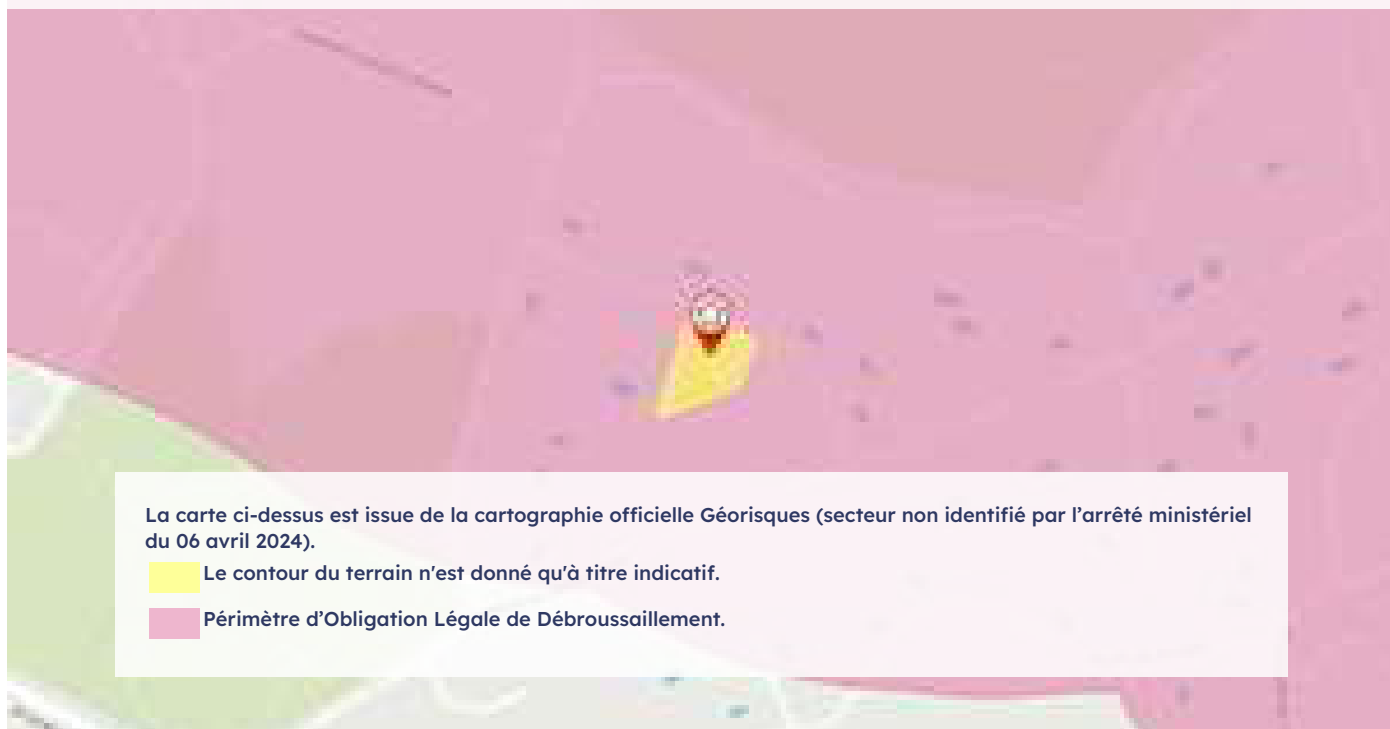 La carte ci-dessus est issue de la cartographie officielle Géorisques (secteur non identifié par l’arrêté ministériel
du 06 avril 2024).
Le contour du terrain n'est donné qu'à titre indicatif.
Périmètre d’Obligation Légale de Débroussaillement.